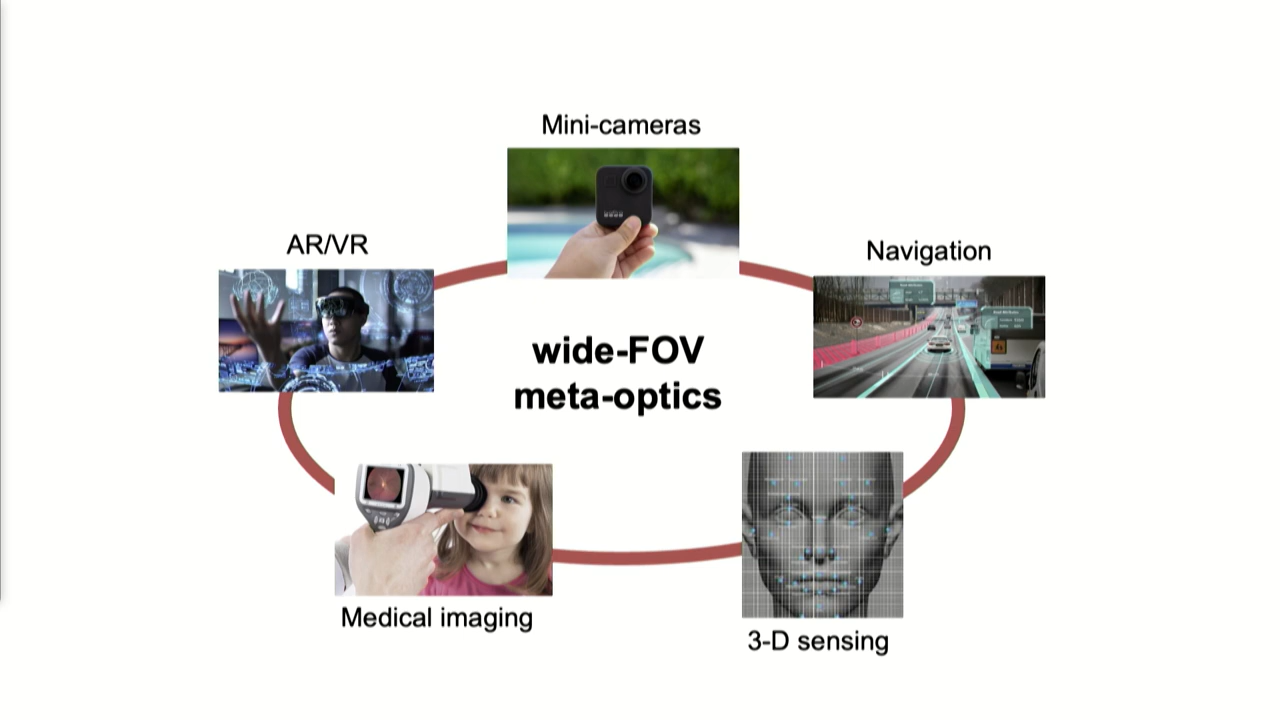 Mini-cameras
AR/VR
Navigation
wide-FOV
meta-optics
Medical imaging
3-D sensing